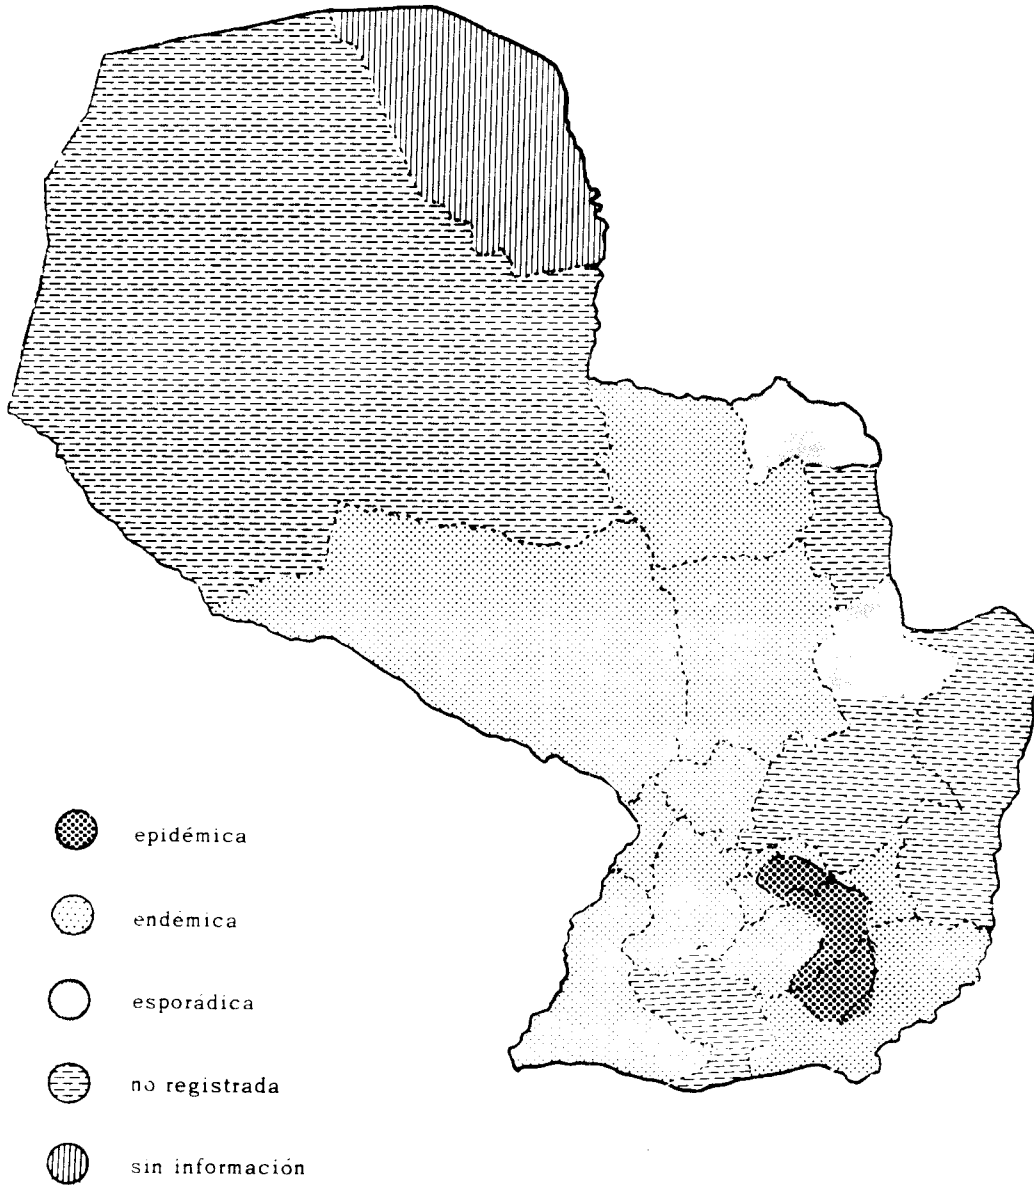 epidémica
endémica
esporádica
no registrada
sin información